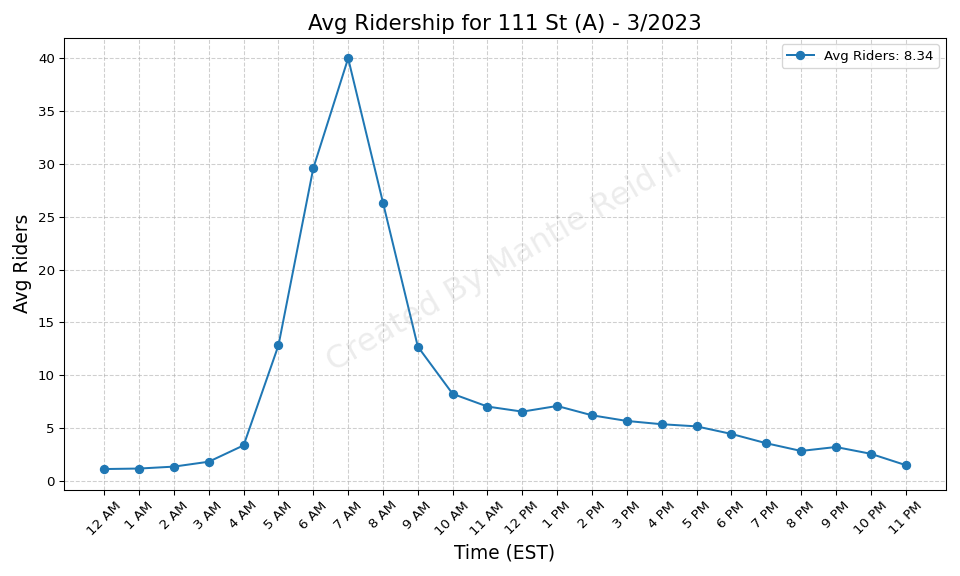 Avg Ridership for 111 St (A) - 3/2023
Avg Riders: 8.34
40
35
30
25
20
15
10
5
0
Avg Riders
Created By Mantle Reid II
12 AM
1 AM
2 AM
3 AM
4 AM
5 AM
6 AM
7 AM
8 AM
9 AM
10 AM
11 AM
12 PM
1 PM
2 PM
3 PM
4 PM
5 PM
6 PM
7 PM
8 PM
9 PM
10 PM
11 PM
Time (EST)